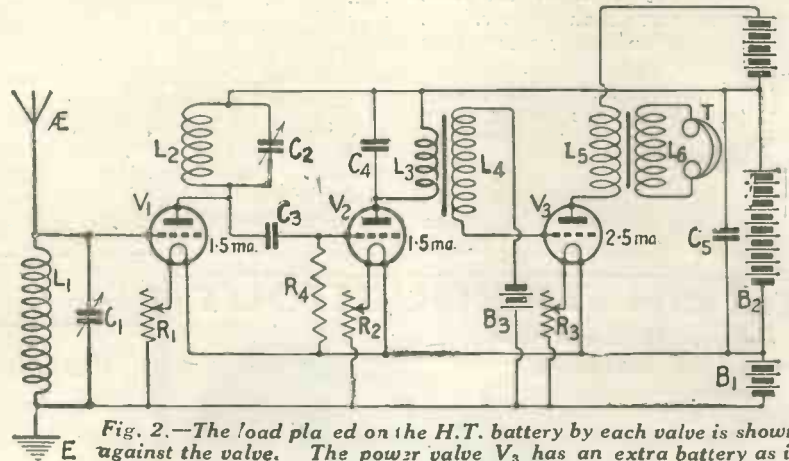 Æ
L2
C2
C4
L3
L4
L5
L6
T
V1
1·5 ma.
C3
V2
1·5 ma.
V3
2·5 ma.
C5
L1
C1
R1
R4
R2
B3
R3
B2
B1
E
Fig. 2.—The load pla ed on the H.T. battery by each valve is shown
against the valve. The power valve V3 has an extra battery as i